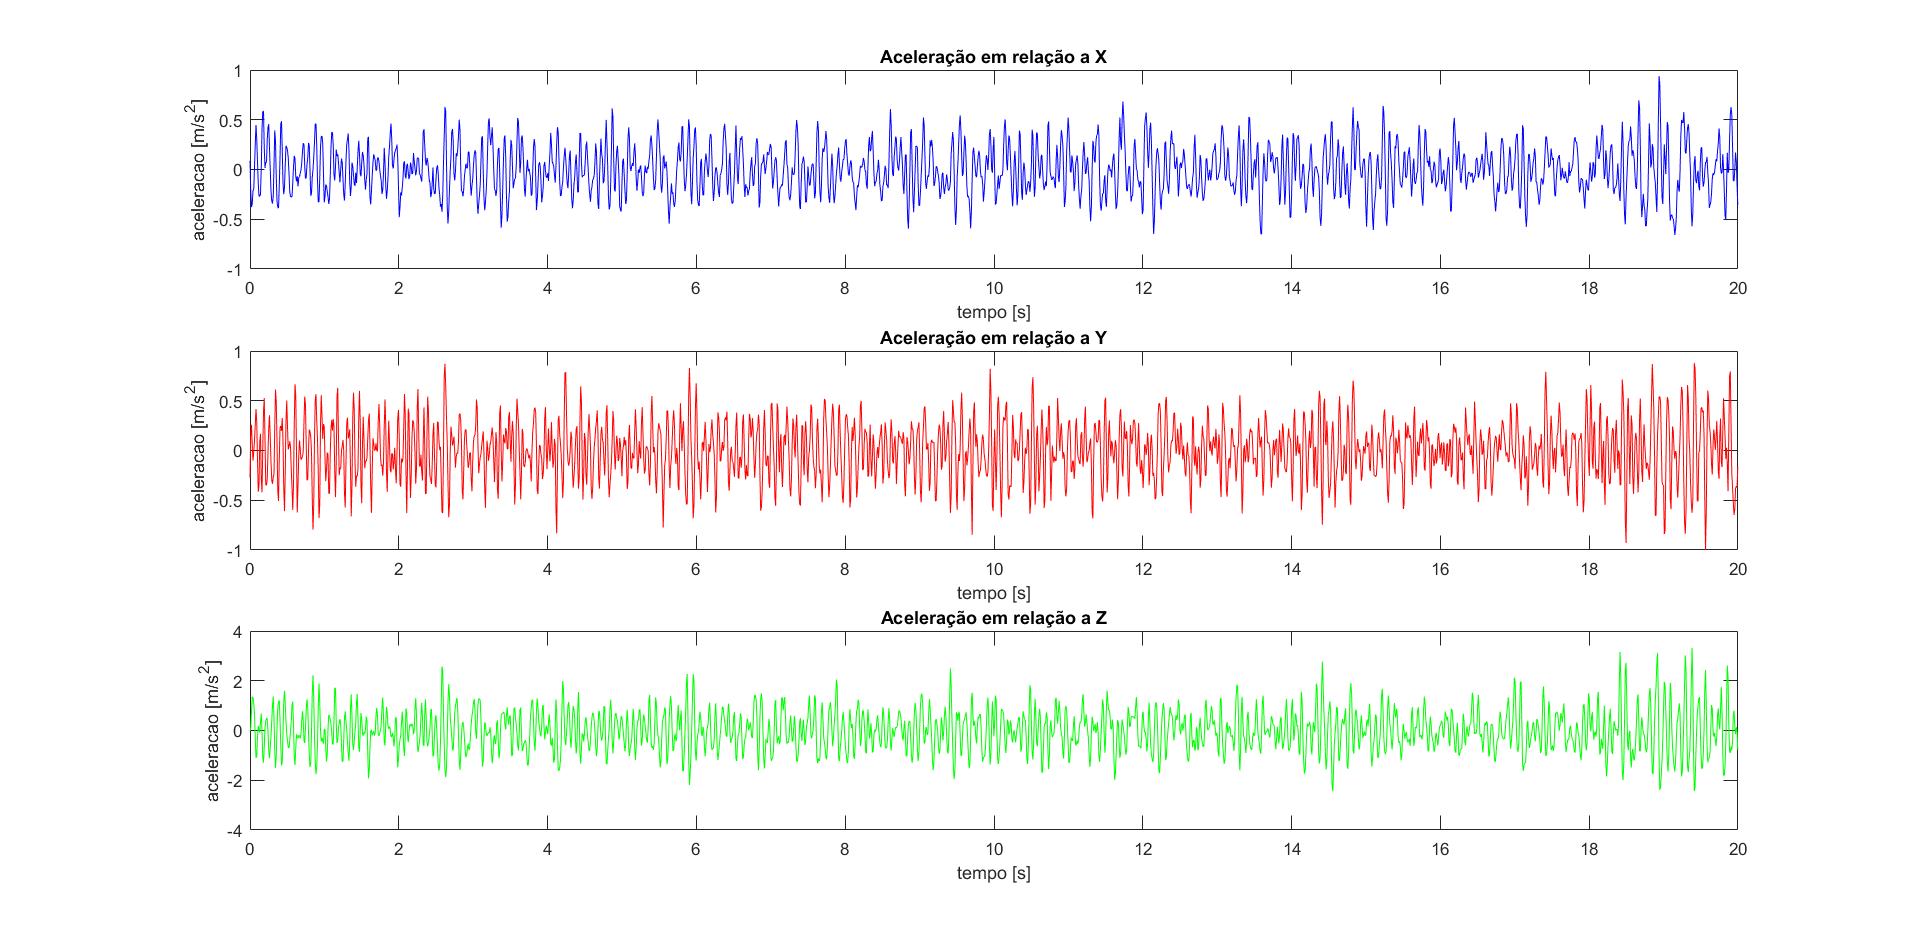 Aceleração em relação a X
aceleracao [m/s²]
1
0.5
0
-0.5
-1
0 2 4 6 8 10 12 14 16 18 20
tempo [s]
Aceleração em relação a Y
aceleracao [m/s²]
1
0.5
0
-0.5
-1
0 2 4 6 8 10 12 14 16 18 20
tempo [s]
Aceleração em relação a Z
aceleracao [m/s²]
4
2
0
-2
-4
0 2 4 6 8 10 12 14 16 18 20
tempo [s]